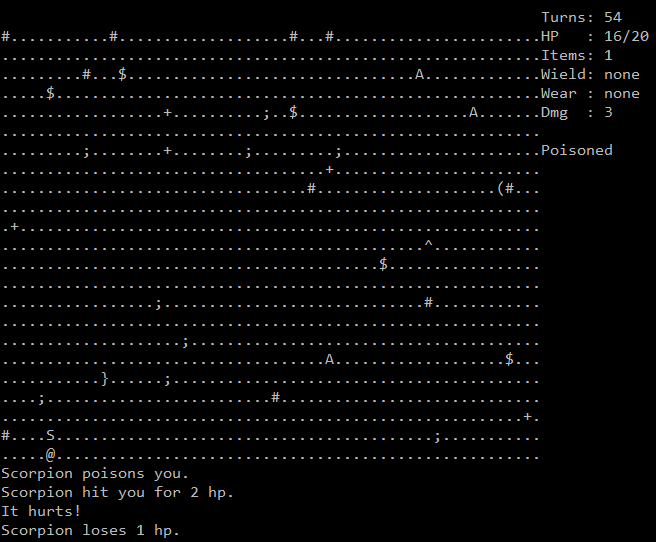 Turns: 54
#...........#...................#...#.......................HP   : 16/20
............................................................Items: 1
.........#...$................................A.............Wield: none
.....$......................................................Wear : none
..................+..........;..$...................A.......Dmg  : 3
............................................................
.........;........+........;.........;......................Poisoned
....................................+.......................
..................................#....................(#...
............................................................
.+..........................................................
...............................................^............
..........................................$.................
............................................................
.................;.............................#............
............................................................
....................;.......................................
....................................A...................$...
...........}......;.........................................
....;.........................#.............................
..........................................................+.
#....S..........................................;...........
.....@......................................................
Scorpion poisons you.
Scorpion hit you for 2 hp.
It hurts!
Scorpion loses 1 hp.